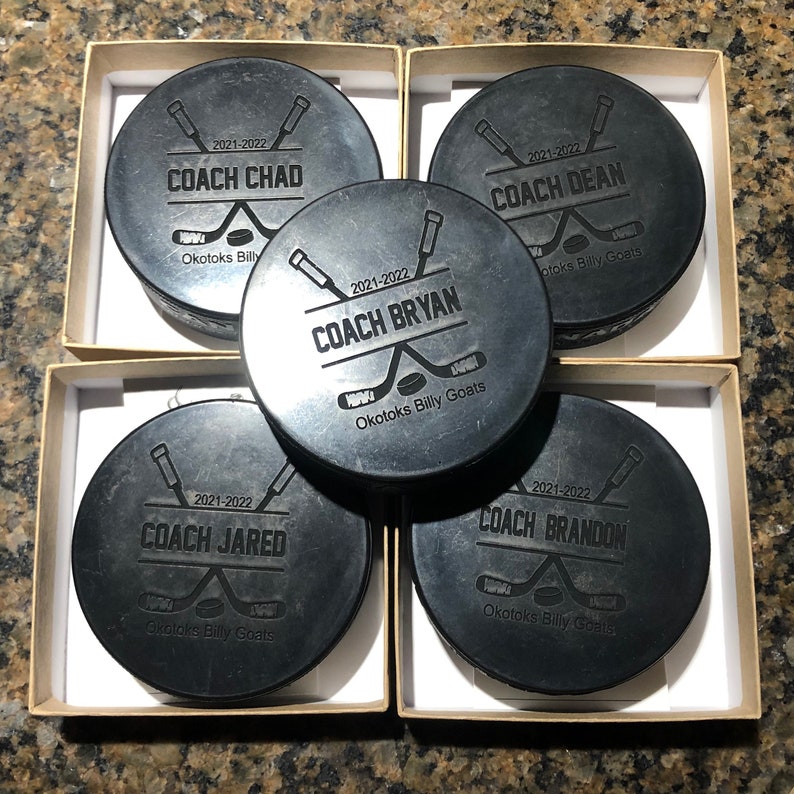 2021-2022
COACH CHAD
Okotoks Billy Goats
2021-2022
COACH DEAN
Okotoks Billy Goats
2021-2022
COACH BRYAN
Okotoks Billy Goats
2021-2022
COACH JARED
Okotoks Billy Goats
2021-2022
COACH BRANDON
Okotoks Billy Goats